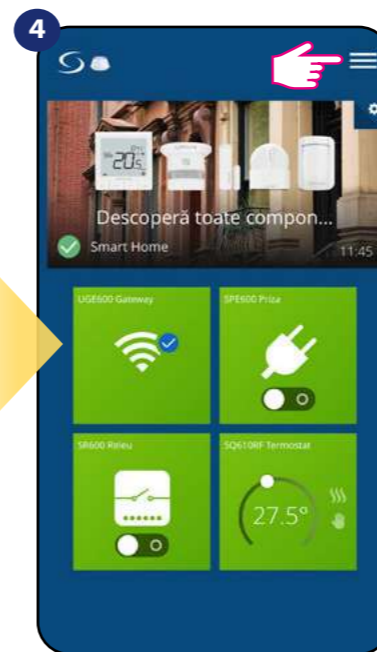 4
Descoperă toate compon...
Smart Home
11:45
UGE600 Gateway
SPE600 Priza
SR600 Releu
SQ610RF Termostat
27.5°